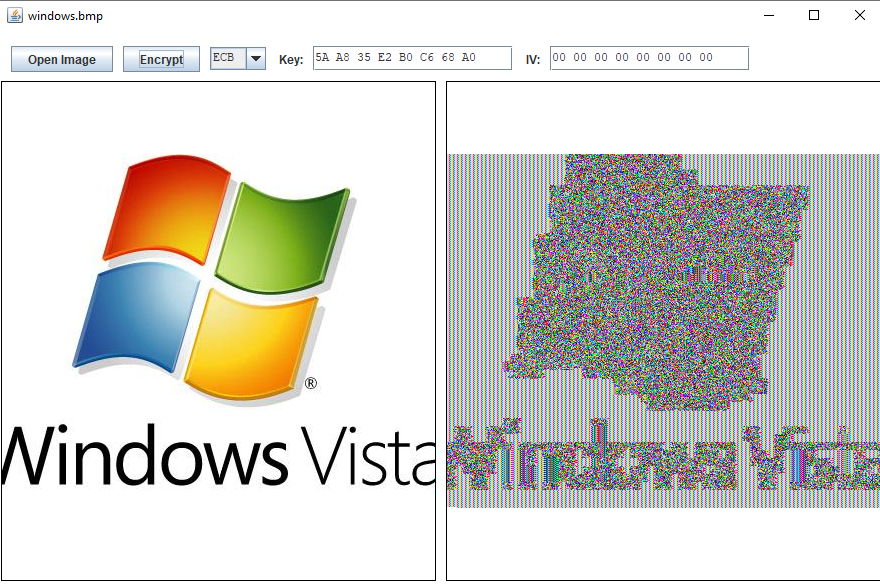 windows.bmp
Open Image Encrypt ECB Key: 5A A8 35 E2 B0 C6 68 A0 IV: 00 00 00 00 00 00 00 00
®
Windows Vista